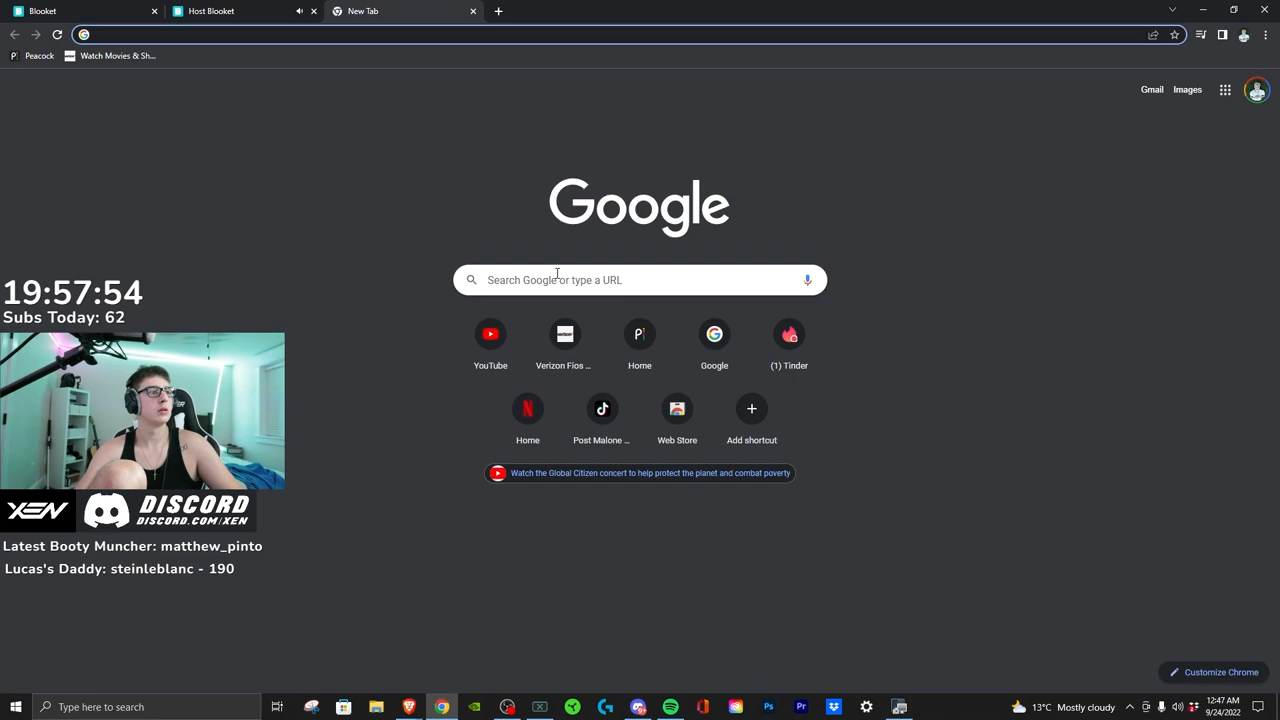 Blooket
Host Blooket
New Tab
Peacock
Watch Movies & Sh...
Gmail
Images
Google
Search Google or type a URL
YouTube
Verizon Fios ...
Home
Google
(1) Tinder
Home
Post Malone ...
Web Store
Add shortcut
Watch the Global Citizen concert to help protect the planet and combat poverty
19:57:54
Subs Today: 62
XEN
DISCORD
DISCORD.COM/XEN
Latest Booty Muncher: matthew_pinto
Lucas's Daddy: steinleblanc - 190
Customize Chrome
Type here to search
13°C Mostly cloudy
12:47 AM
9/24/2022